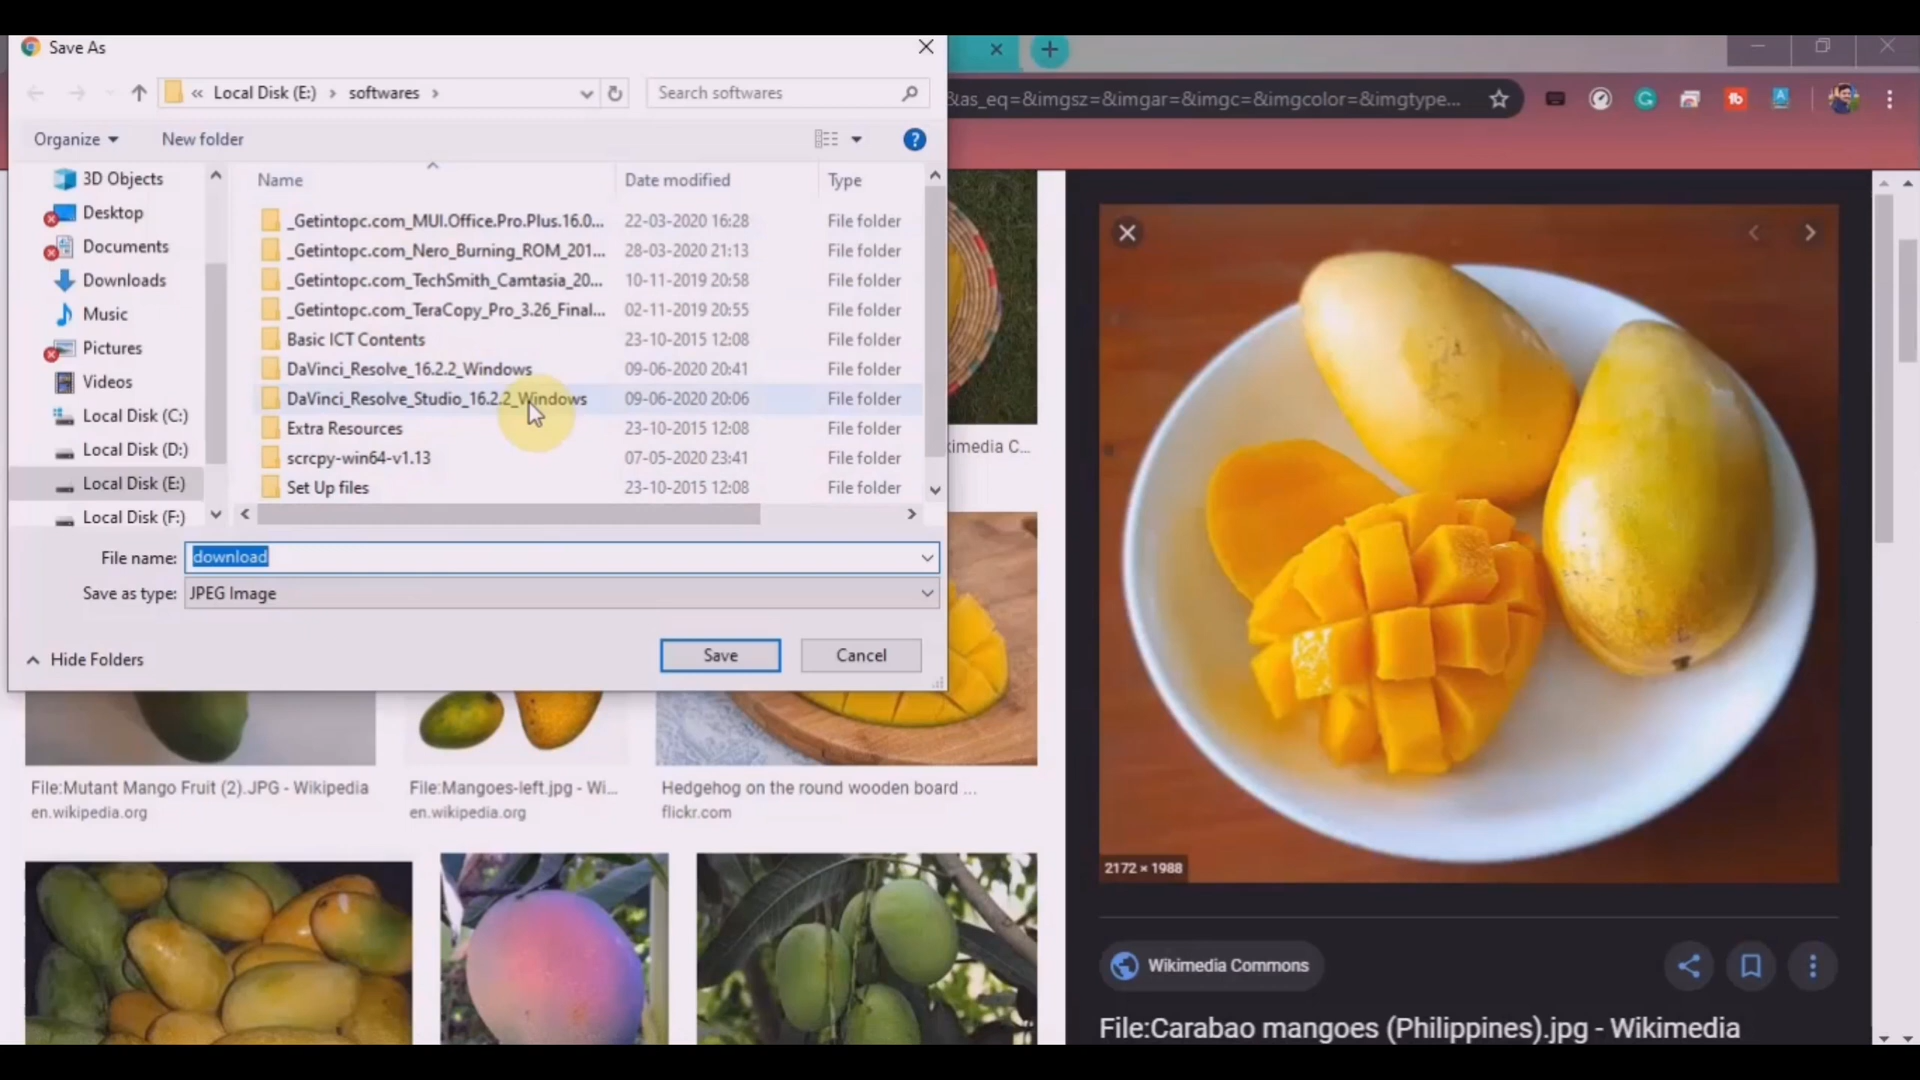 Save As
« Local Disk (E:) › softwares ›
Search softwares
&as_eq=&imgsz=&imgar=&imgc=&imgcolor=&imgtype...
Organize
New folder
3D Objects
Desktop
Documents
Downloads
Music
Pictures
Videos
Local Disk (C:)
Local Disk (D:)
Local Disk (E:)
Local Disk (F:)
Name Date modified Type
_Getintopc.com_MUI.Office.Pro.Plus.16.0... 22-03-2020 16:28 File folder
_Getintopc.com_Nero_Burning_ROM_201... 28-03-2020 21:13 File folder
_Getintopc.com_TechSmith_Camtasia_20... 10-11-2019 20:58 File folder
_Getintopc.com_TeraCopy_Pro_3.26_Final... 02-11-2019 20:55 File folder
Basic ICT Contents 23-10-2015 12:08 File folder
DaVinci_Resolve_16.2.2_Windows 09-06-2020 20:41 File folder
DaVinci_Resolve_Studio_16.2.2_Windows 09-06-2020 20:06 File folder
Extra Resources 23-10-2015 12:08 File folder
scrcpy-win64-v1.13 07-05-2020 23:41 File folder
Set Up files 23-10-2015 12:08 File folder
File name: download
Save as type: JPEG Image
Hide Folders
Save
Cancel
kimedia C...
File:Mutant Mango Fruit (2).JPG - Wikipedia
en.wikipedia.org
File:Mangoes-left.jpg - Wi...
en.wikipedia.org
Hedgehog on the round wooden board ...
flickr.com
2172 × 1988
Wikimedia Commons
File:Carabao mangoes (Philippines).jpg - Wikimedia